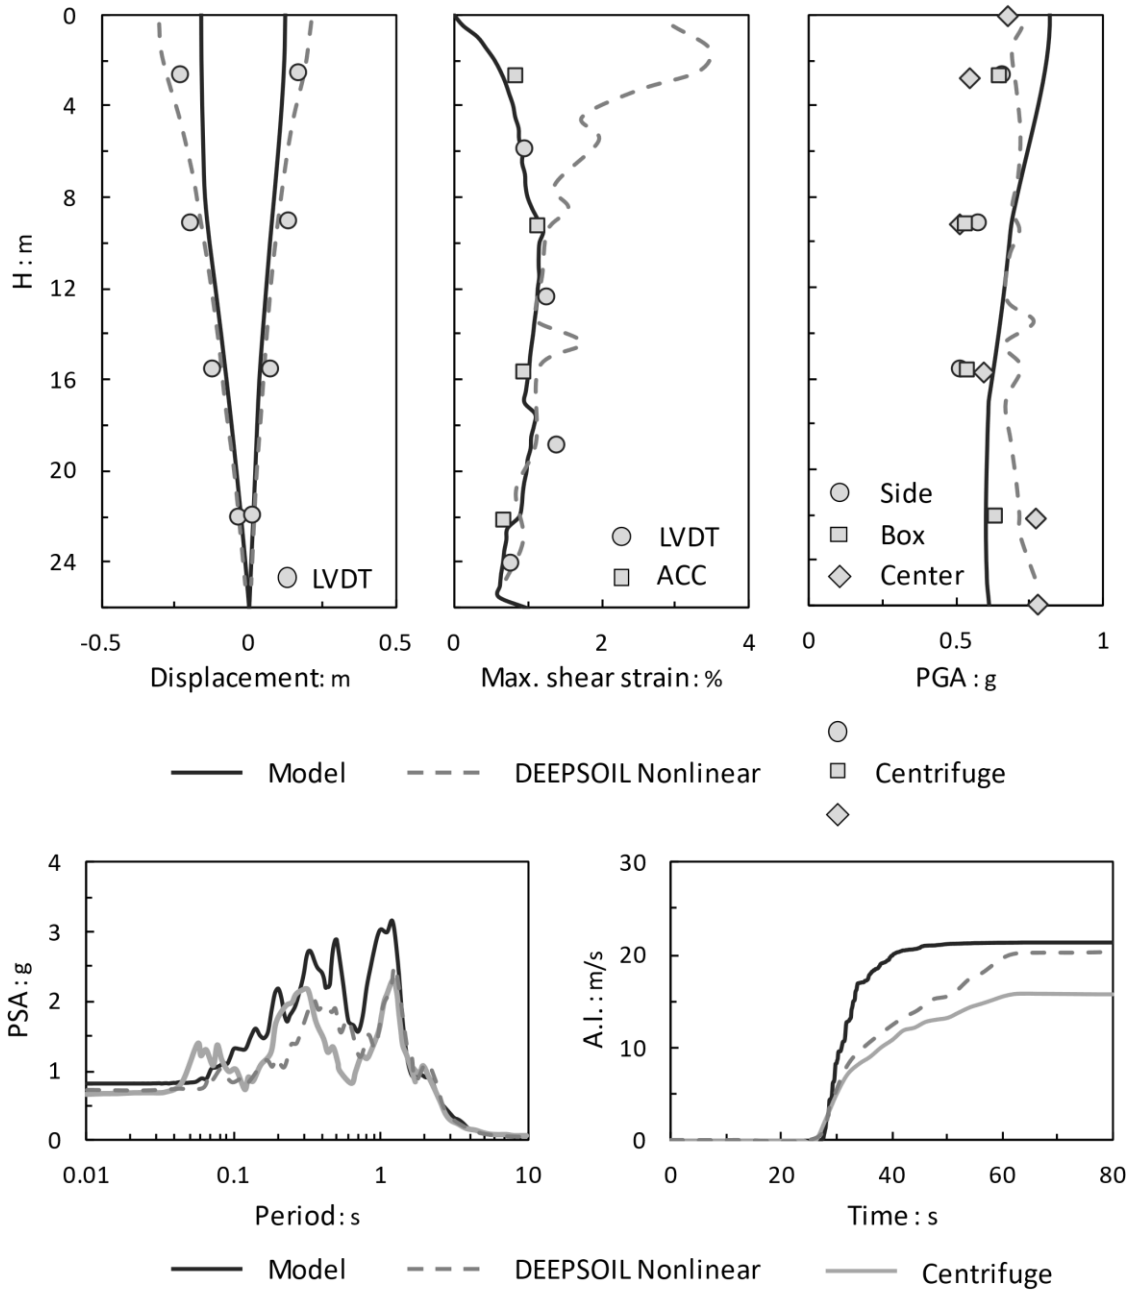 H : m
0
4
8
12
16
20
24
LVDT
-0.5
0
0.5
Displacement: m
LVDT
ACC
0
2
4
Max. shear strain : %
Side
Box
Center
0
0.5
1
PGA : g
Model
DEEPSOIL Nonlinear
Centrifuge
PSA : g
4
3
2
1
0
0.01
0.1
1
10
Period : s
A.I. : m/s
30
20
10
0
0
20
40
60
80
Time : s
Model
DEEPSOIL Nonlinear
Centrifuge